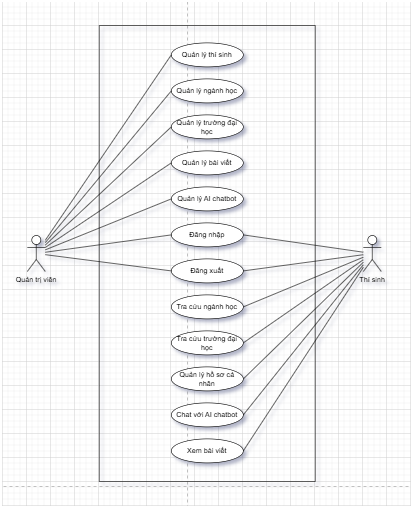 Quản lý thí sinh
Quản lý ngành học
Quản lý trường đại
học
Quản lý bài viết
Quản lý AI chatbot
Đăng nhập
Đăng xuất
Quản trị viên
Thí sinh
Tra cứu ngành học
Tra cứu trường đại
học
Quản lý hồ sơ cá
nhân
Chat với AI chatbot
Xem bài viết